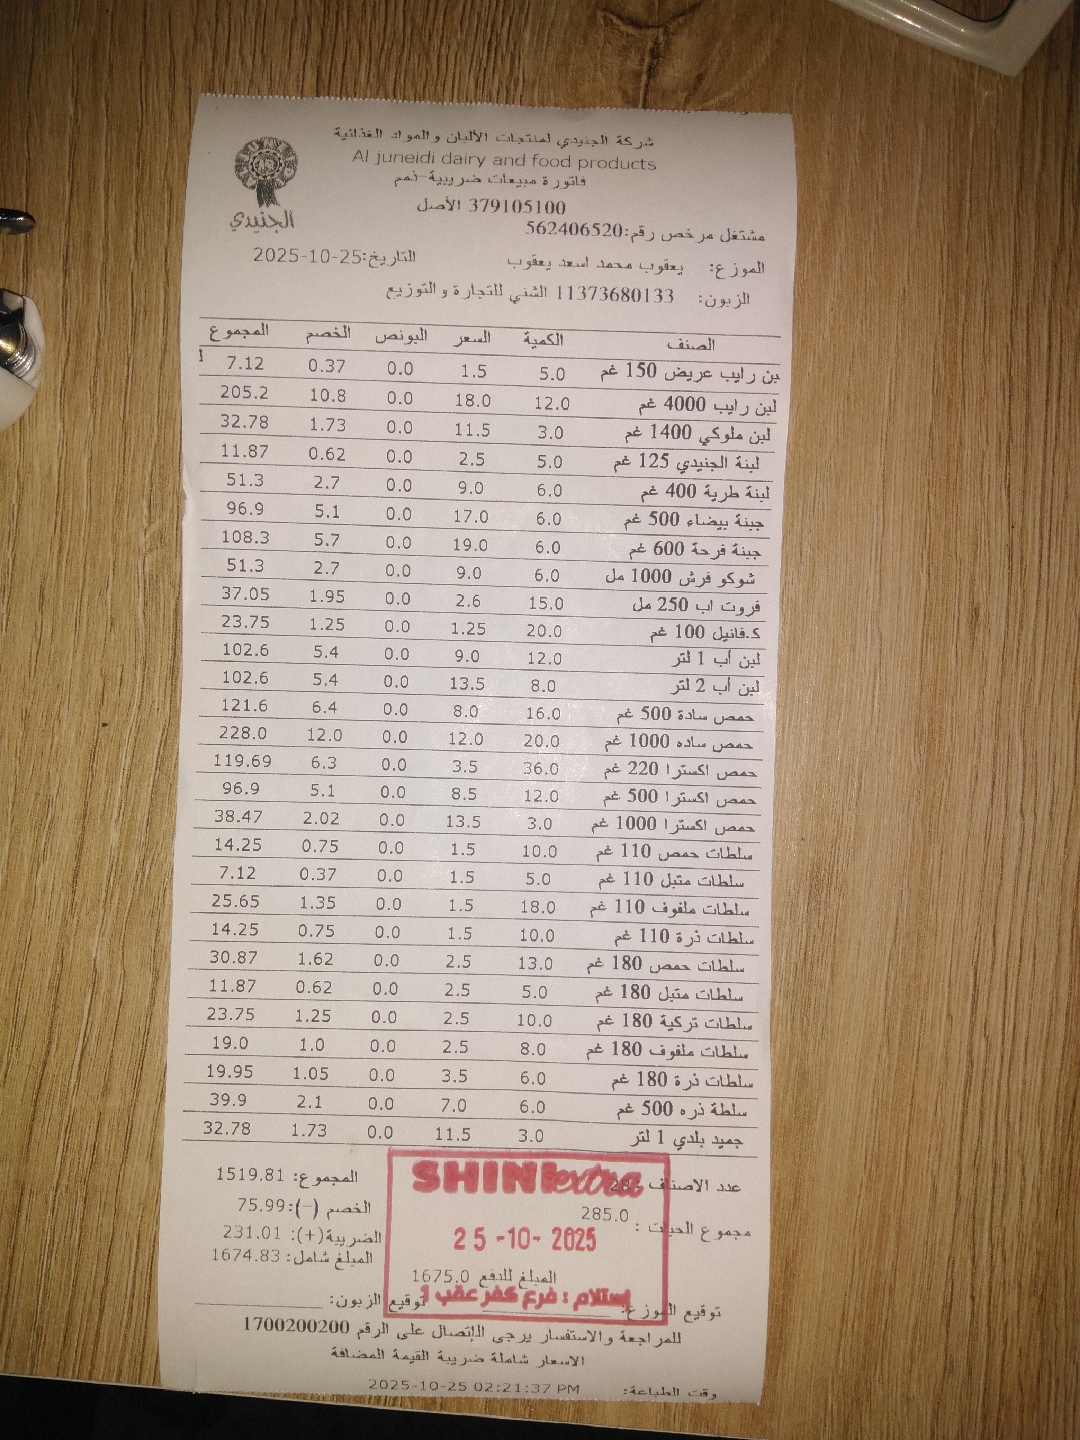 شركة الجنيدي لمنتجات الألبان والمواد الغذائية
Al juneidi dairy and food products
فاتورة مبيعات ضريبية-ذمم
379105100 الأصل
الجنيدي
مشتغل مرخص رقم:562406520
الموزع: يعقوب محمد اسعد يعقوب التاريخ:2025-10-25
الزبون: 11373680133 الشني للتجارة والتوزيع
الصنف الكمية السعر البونص الخصم المجموع
بن رايب عريض 150 غم 5.0 1.5 0.0 0.37 7.12
لبن رايب 4000 غم 12.0 18.0 0.0 10.8 205.2
لبن ملوكي 1400 غم 3.0 11.5 0.0 1.73 32.78
لبنة الجنيدي 125 غم 5.0 2.5 0.0 0.62 11.87
لبنة طرية 400 غم 6.0 9.0 0.0 2.7 51.3
جبنة بيضاء 500 غم 6.0 17.0 0.0 5.1 96.9
جبنة فرحة 600 غم 6.0 19.0 0.0 5.7 108.3
شوكو فرش 1000 مل 6.0 9.0 0.0 2.7 51.3
فروت اب 250 مل 15.0 2.6 0.0 1.95 37.05
ك.فانيل 100 غم 20.0 1.25 0.0 1.25 23.75
لبن أب 1 لتر 12.0 9.0 0.0 5.4 102.6
لبن أب 2 لتر 8.0 13.5 0.0 5.4 102.6
حمص سادة 500 غم 16.0 8.0 0.0 6.4 121.6
حمص ساده 1000 غم 20.0 12.0 0.0 12.0 228.0
حمص اكسترا 220 غم 36.0 3.5 0.0 6.3 119.69
حمص اكسترا 500 غم 12.0 8.5 0.0 5.1 96.9
حمص اكسترا 1000 غم 3.0 13.5 0.0 2.02 38.47
سلطات حمص 110 غم 10.0 1.5 0.0 0.75 14.25
سلطات متبل 110 غم 5.0 1.5 0.0 0.37 7.12
سلطات ملفوف 110 غم 18.0 1.5 0.0 1.35 25.65
سلطات ذرة 110 غم 10.0 1.5 0.0 0.75 14.25
سلطات حمص 180 غم 13.0 2.5 0.0 1.62 30.87
سلطات متبل 180 غم 5.0 2.5 0.0 0.62 11.87
سلطات تركية 180 غم 10.0 2.5 0.0 1.25 23.75
سلطات ملفوف 180 غم 8.0 2.5 0.0 1.0 19.0
سلطات ذرة 180 غم 6.0 3.5 0.0 1.05 19.95
سلطة ذره 500 غم 6.0 7.0 0.0 2.1 39.9
جميد بلدي 1 لتر 3.0 11.5 0.0 1.73 32.78
عدد الاصناف : 28 المجموع: 1519.81
SHINI extra
مجموع الحبات : 285.0 الخصم (-):75.99
25-10-2025
الضريبة(+): 231.01
المبلغ شامل: 1674.83
المبلغ للدفع 1675.0
إستلام : فرع كفر عقب 1
توقيع الموزع: توقيع الزبون:
للمراجعة والاستفسار يرجى الإتصال على الرقم 1700200200
الاسعار شاملة ضريبة القيمة المضافة
وقت الطباعة: 2025-10-25 02:21:37 PM